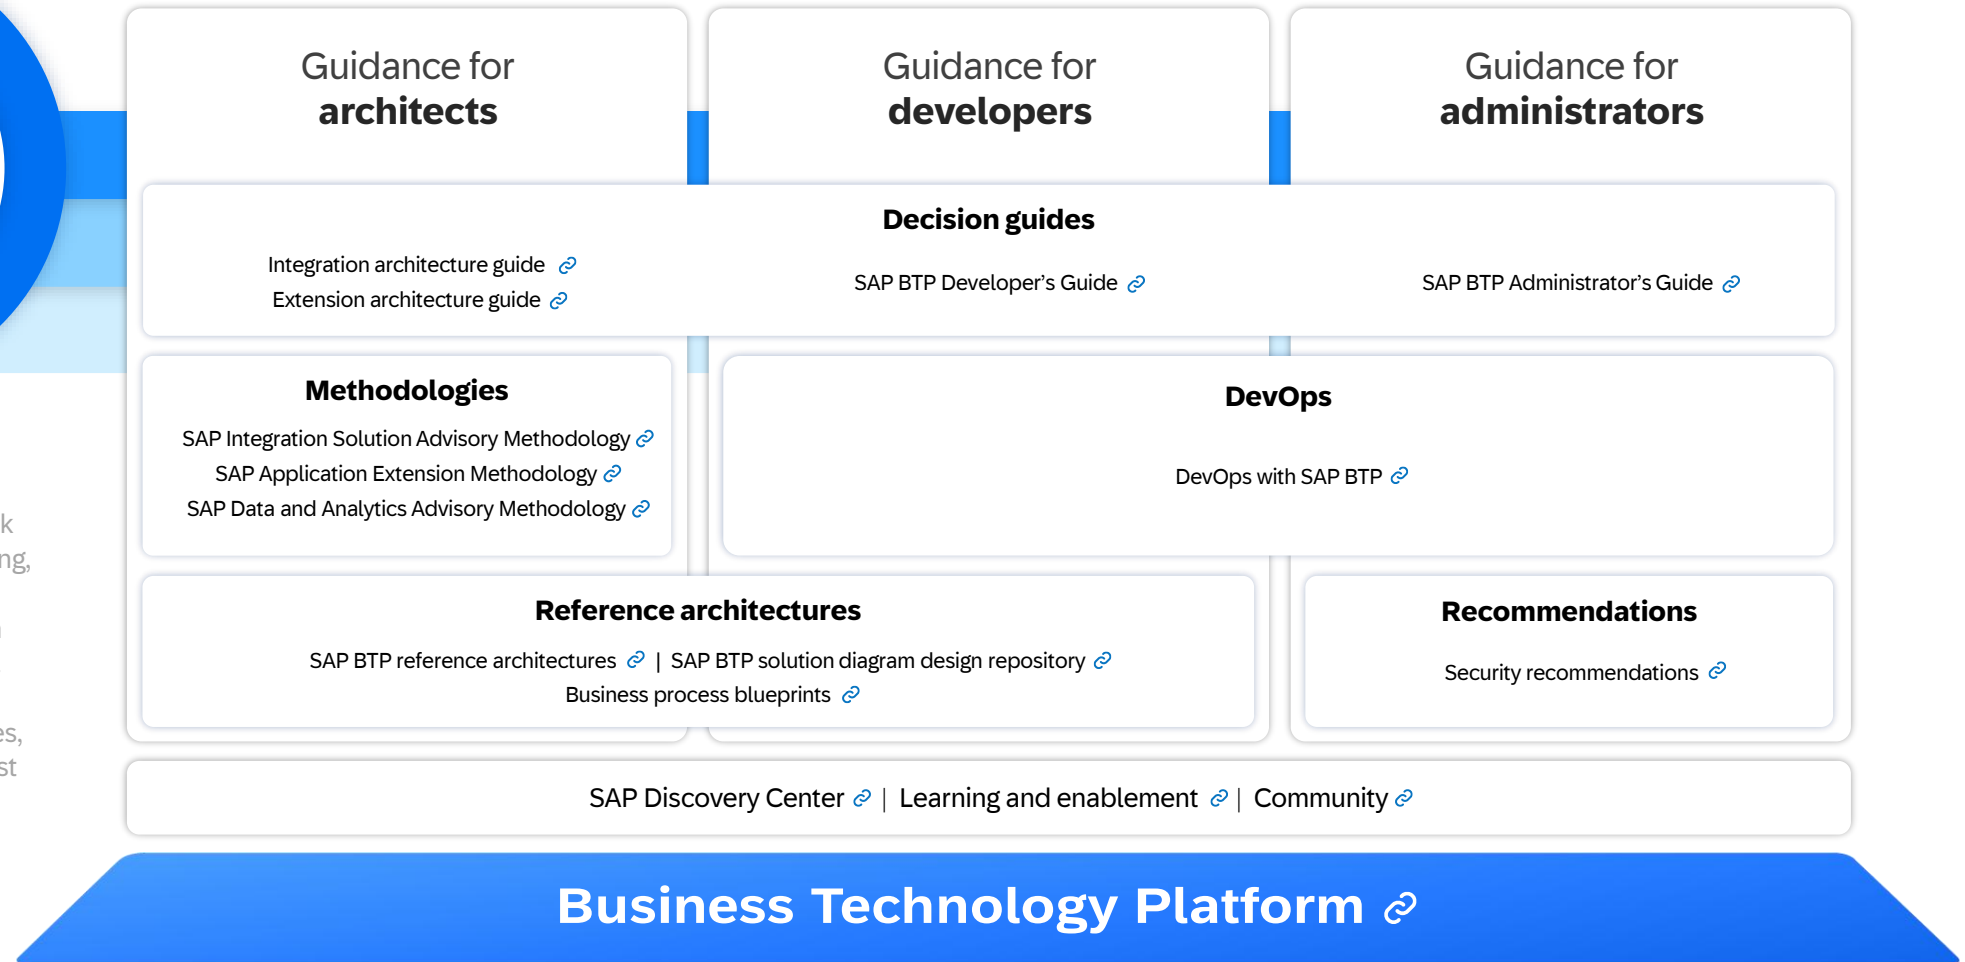 Guidance for
architects
Guidance for
developers
Guidance for
administrators
Decision guides
Integration architecture guide
Extension architecture guide
SAP BTP Developer’s Guide
SAP BTP Administrator’s Guide
Methodologies
SAP Integration Solution Advisory Methodology
SAP Application Extension Methodology
SAP Data and Analytics Advisory Methodology
DevOps
DevOps with SAP BTP
Reference architectures
SAP BTP reference architectures | SAP BTP solution diagram design repository
Business process blueprints
Recommendations
Security recommendations
SAP Discovery Center | Learning and enablement | Community
Business Technology Platform